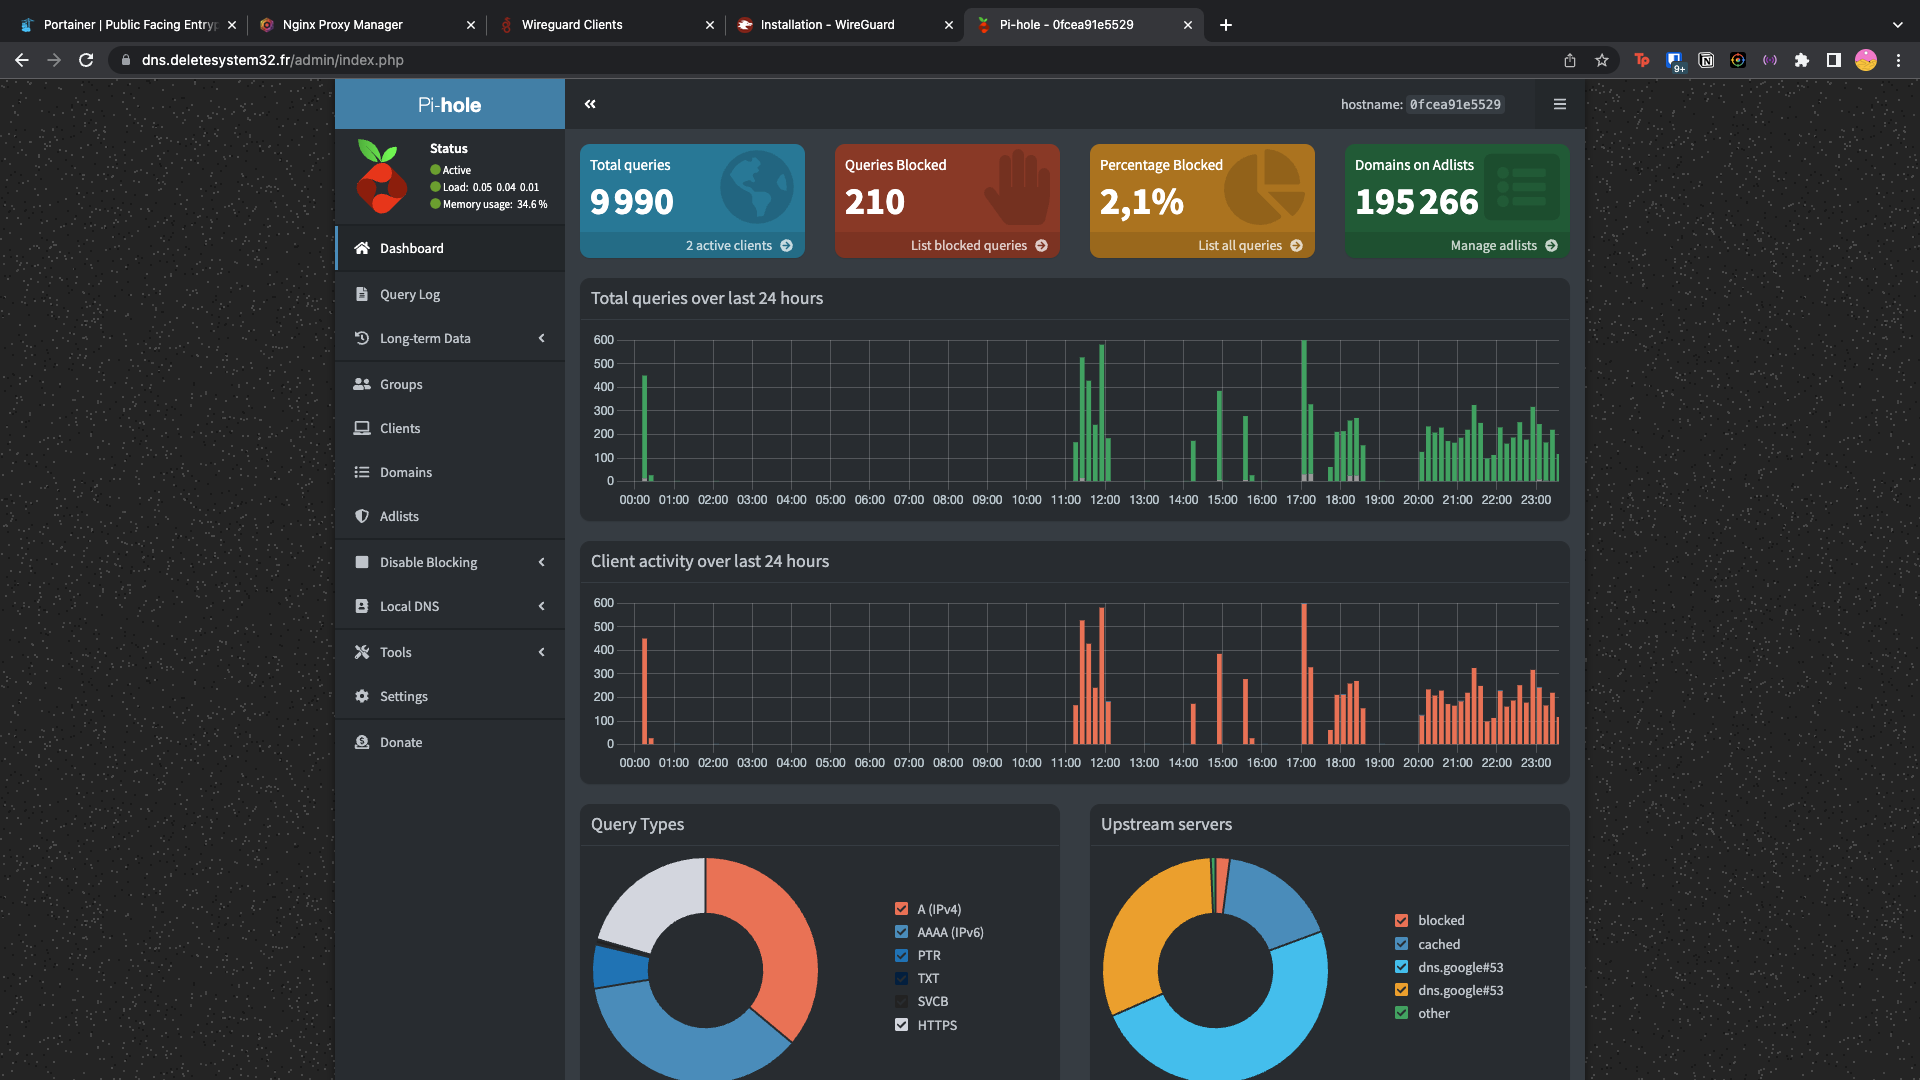 Portainer | Public Facing Entryp
Nginx Proxy Manager
Wireguard Clients
Installation - WireGuard
Pi-hole - 0fcea91e5529
dns.deletesystem32.fr/admin/index.php
Tp
9+
Pi-hole
hostname: 0fcea91e5529
Status
Active
Load: 0.05 0.04 0.01
Memory usage: 34.6 %
Dashboard
Query Log
Long-term Data
Groups
Clients
Domains
Adlists
Disable Blocking
Local DNS
Tools
Settings
Donate
Total queries
9 990
2 active clients
Queries Blocked
210
List blocked queries
Percentage Blocked
2,1%
List all queries
Domains on Adlists
195 266
Manage adlists
Total queries over last 24 hours
600
500
400
300
200
100
0
00:00 01:00 02:00 03:00 04:00 05:00 06:00 07:00 08:00 09:00 10:00 11:00 12:00 13:00 14:00 15:00 16:00 17:00 18:00 19:00 20:00 21:00 22:00 23:00
Client activity over last 24 hours
600
500
400
300
200
100
0
00:00 01:00 02:00 03:00 04:00 05:00 06:00 07:00 08:00 09:00 10:00 11:00 12:00 13:00 14:00 15:00 16:00 17:00 18:00 19:00 20:00 21:00 22:00 23:00
Query Types
A (IPv4)
AAAA (IPv6)
PTR
TXT
SVCB
HTTPS
Upstream servers
blocked
cached
dns.google#53
dns.google#53
other